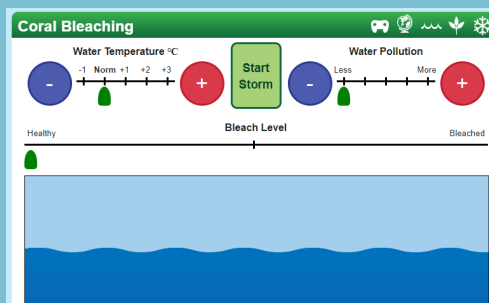 Coral Bleaching
Water Temperature °C
-1 Norm +1 +2 +3
- +
Start
Storm
Water Pollution
Less More
- +
Bleach Level
Healthy Bleached